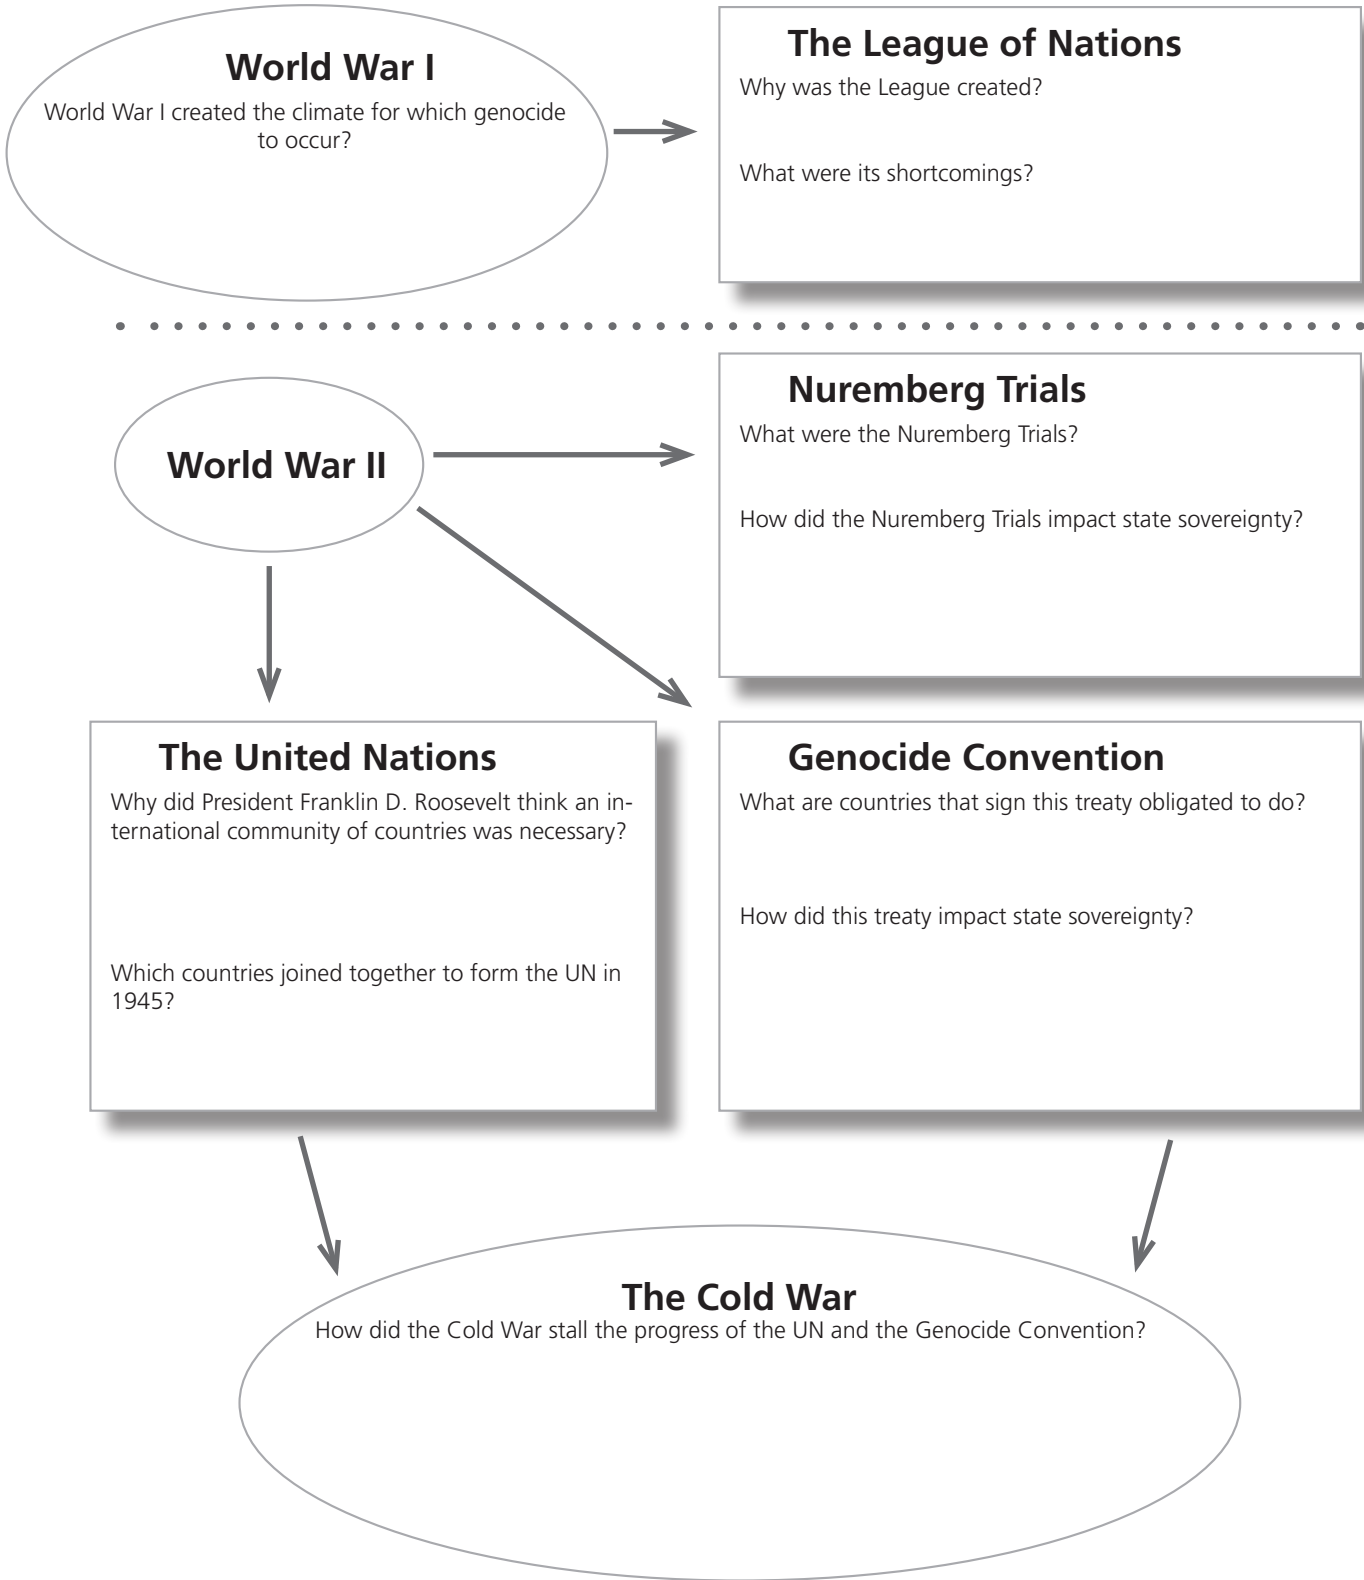 World War I
World War I created the climate for which genocide
to occur?
The League of Nations
Why was the League created?
What were its shortcomings?
World War II
Nuremberg Trials
What were the Nuremberg Trials?
How did the Nuremberg Trials impact state sovereignty?
The United Nations
Why did President Franklin D. Roosevelt think an in-
ternational community of countries was necessary?
Which countries joined together to form the UN in
1945?
Genocide Convention
What are countries that sign this treaty obligated to do?
How did this treaty impact state sovereignty?
The Cold War
How did the Cold War stall the progress of the UN and the Genocide Convention?